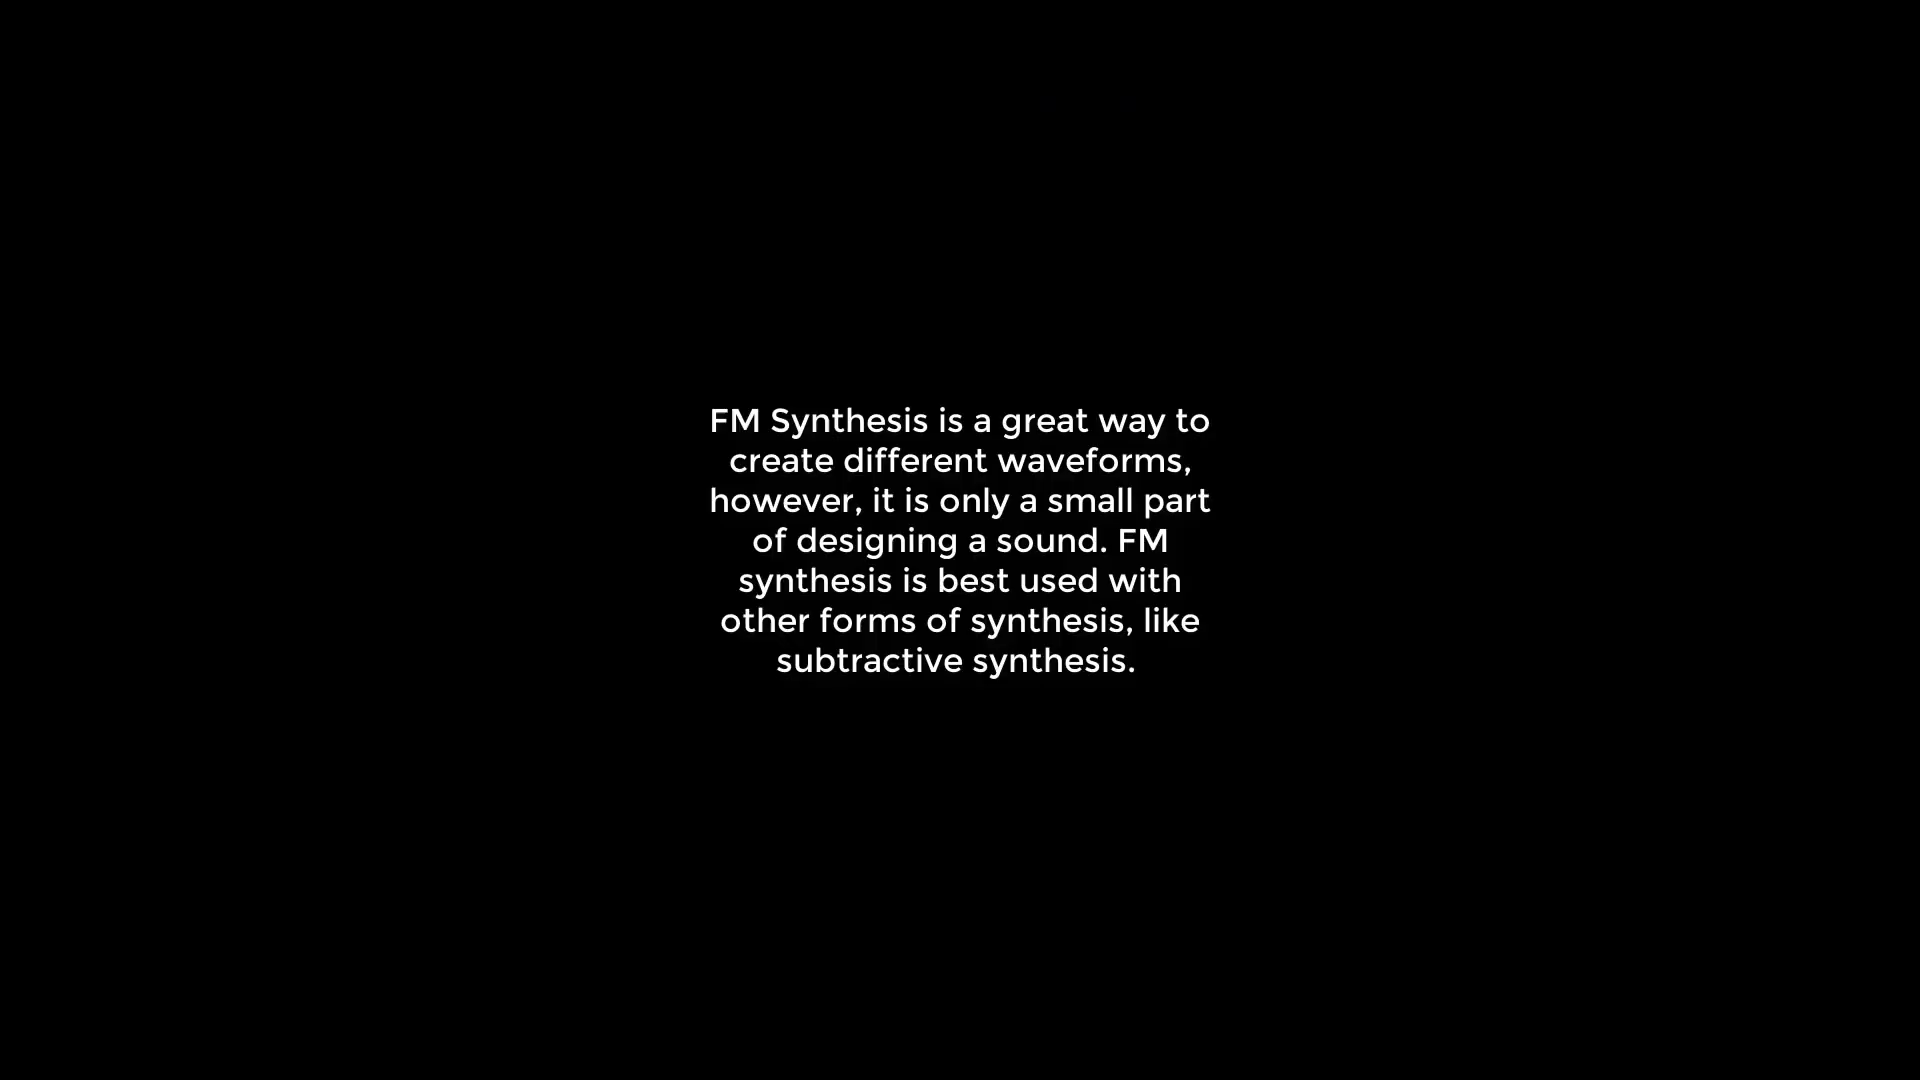 FM Synthesis is a great way to
create different waveforms,
however, it is only a small part
of designing a sound. FM
synthesis is best used with
other forms of synthesis, like
subtractive synthesis.